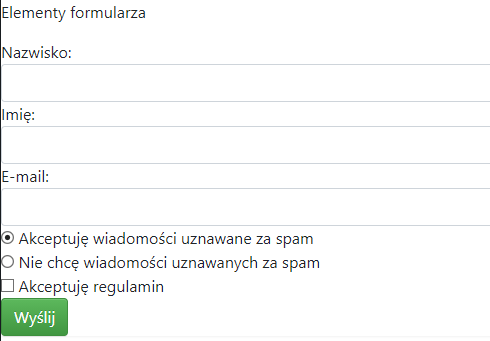 Elementy formularza
Nazwisko:
Imię:
E-mail:
Akceptuję wiadomości uznawane za spam
Nie chcę wiadomości uznawanych za spam
Akceptuję regulamin
Wyślij